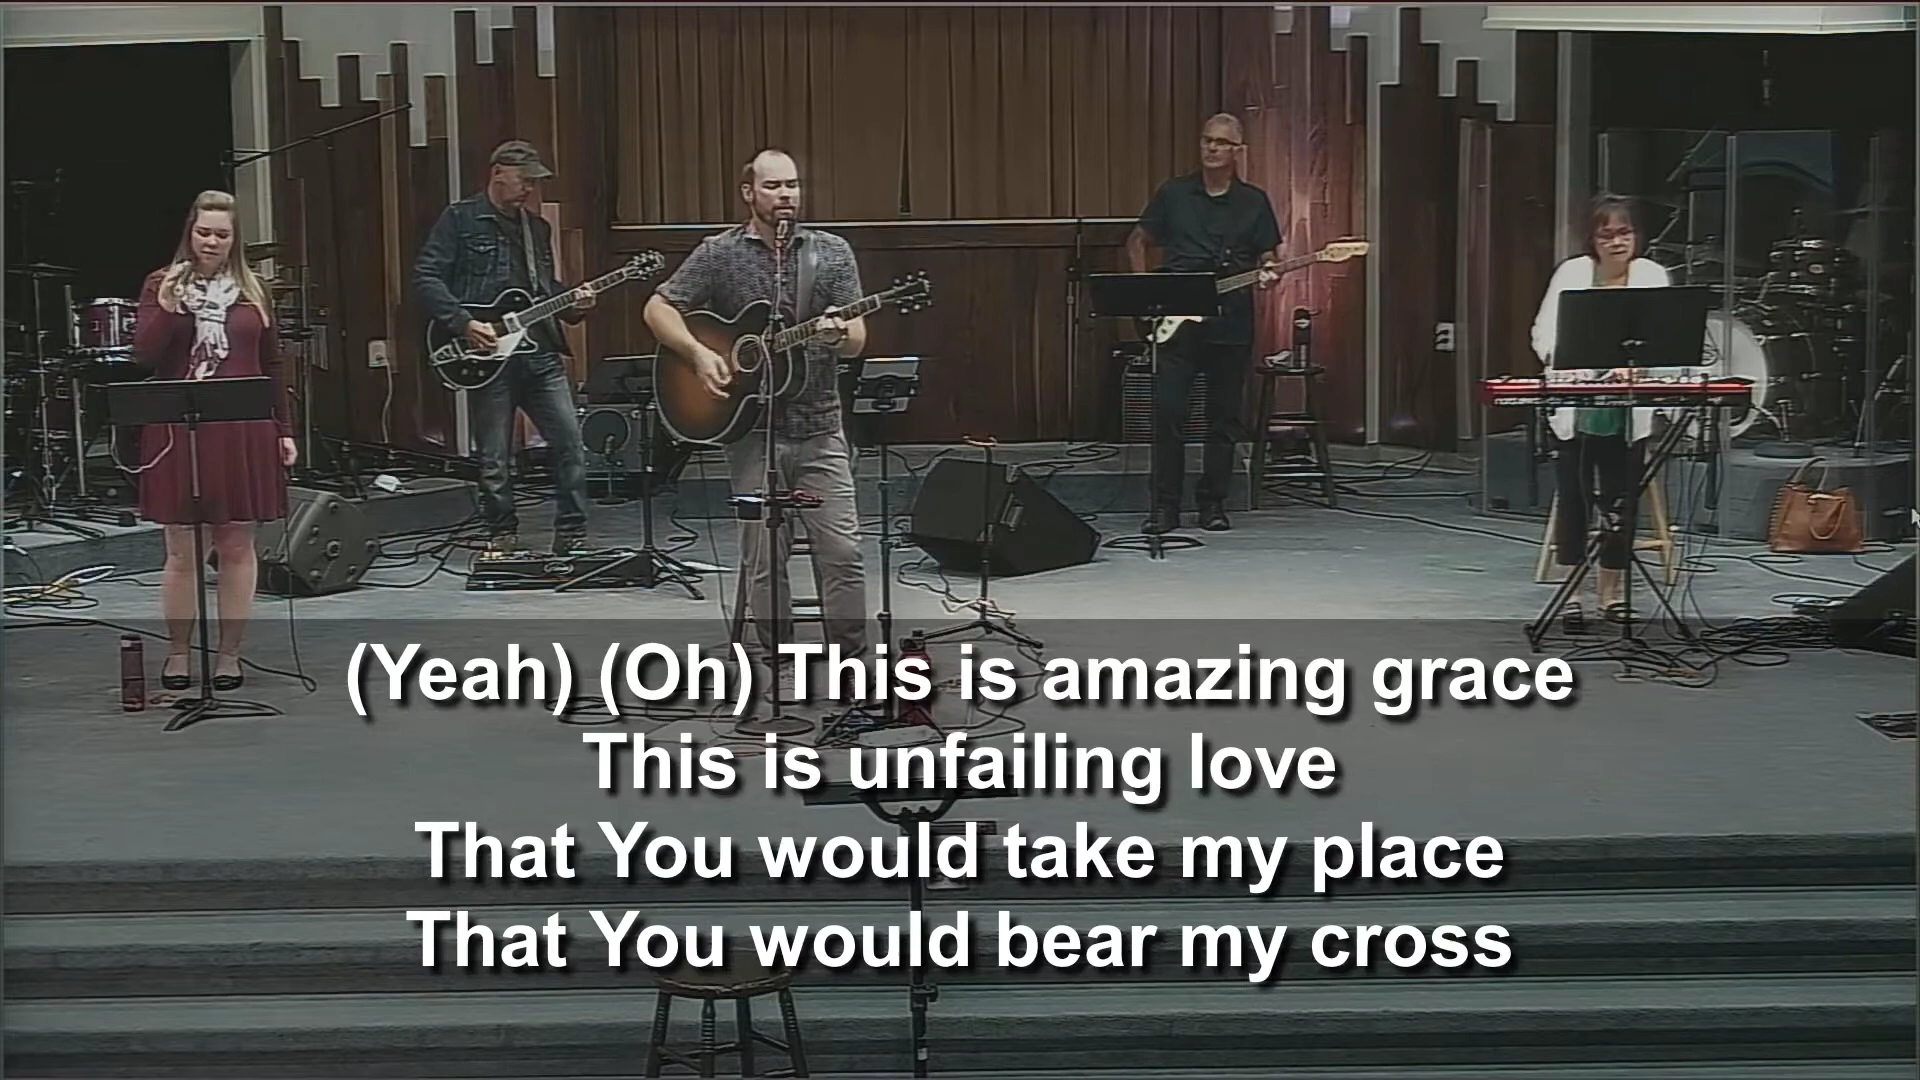 (Yeah) (Oh) This is amazing grace
This is unfailing love
That You would take my place
That You would bear my cross